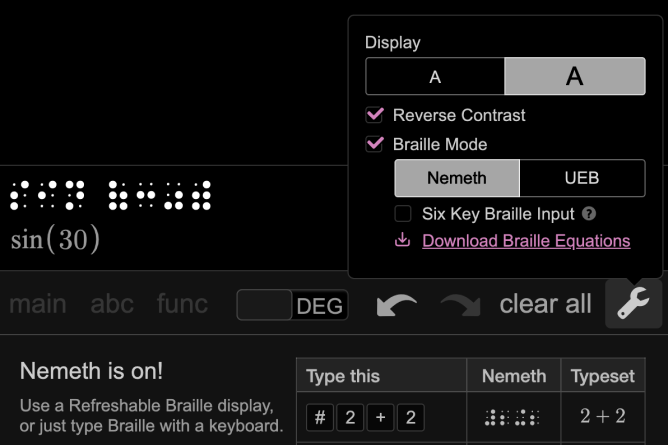 Display
A A
Reverse Contrast
Braille Mode
Nemeth UEB
Six Key Braille Input ?
Download Braille Equations
sin(30)
main abc func DEG clear all
Nemeth is on!
Use a Refreshable Braille display,
or just type Braille with a keyboard.
Type this Nemeth Typeset
# 2 + 2 ⠼⠆⠬⠆ 2 + 2